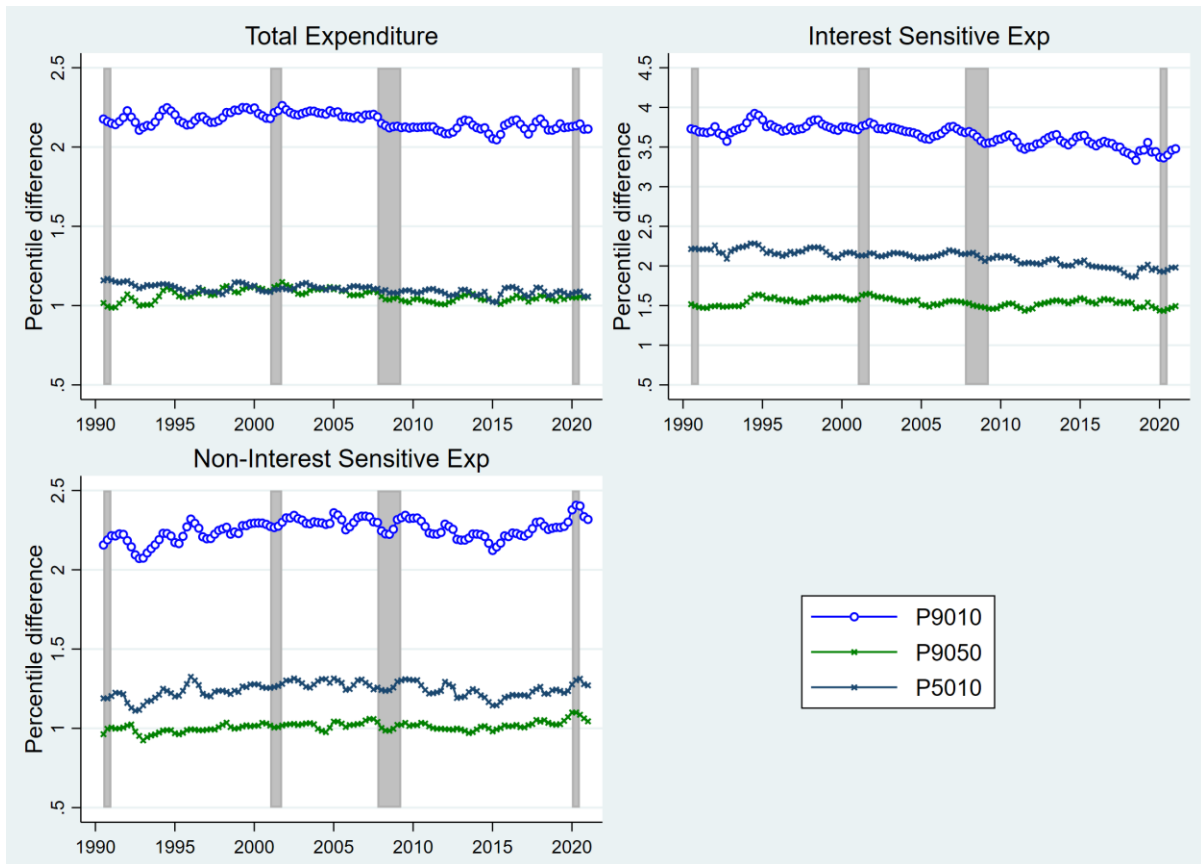 Total Expenditure
Percentile difference
2.5
2
1.5
1
.5
1990 1995 2000 2005 2010 2015 2020
Interest Sensitive Exp
Percentile difference
4.5
4
3.5
3
2.5
2
1.5
1
.5
1990 1995 2000 2005 2010 2015 2020
Non-Interest Sensitive Exp
Percentile difference
2.5
2
1.5
1
.5
1990 1995 2000 2005 2010 2015 2020
P9010
P9050
P5010